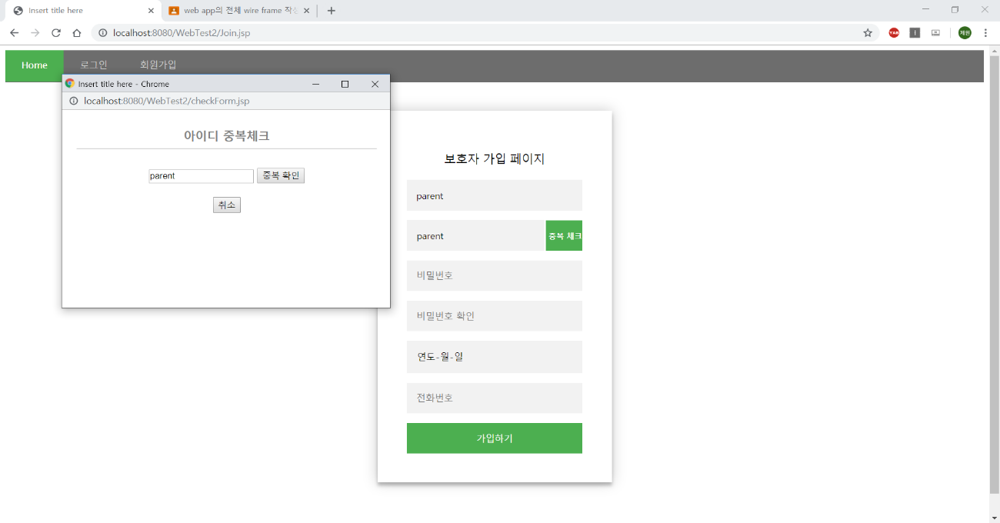 Insert title here
web app의 전체 wire frame 작성
localhost:8080/WebTest2/Join.jsp
YAB
제원
Home 로그인 회원가입
Insert title here - Chrome
localhost:8080/WebTest2/checkForm.jsp
아이디 중복체크
parent 중복 확인
취소
보호자 가입 페이지
parent
parent 중복 체크
비밀번호
비밀번호 확인
연도-월-일
전화번호
가입하기